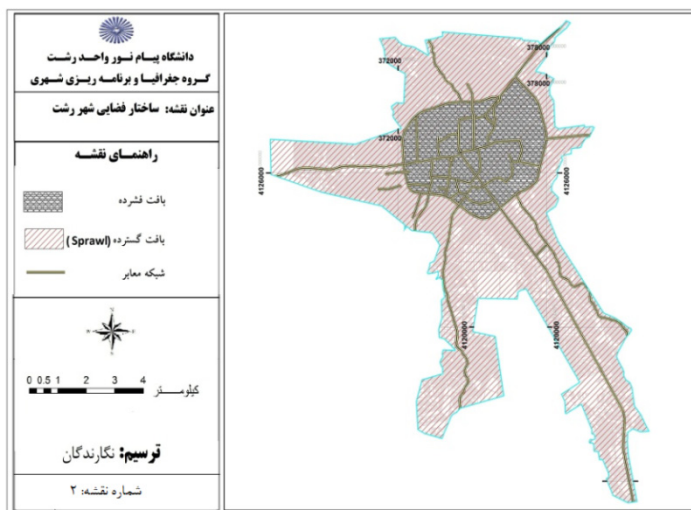 دانشگاه پیام نور واحد رشت
گروه جغرافیا و برنامه ریزی شهری
عنوان نقشه: ساختار فضایی شهر رشت
راهنمای نقشه
بافت فشرده
بافت گسترده (Sprawl)
شبکه معابر
0 0.5 1 2 3 4
کیلومتر
ترسیم: نگارندگان
شماره نقشه: ۲
372000
378000
378000
372000
4126000
4126000
4120000
4120000